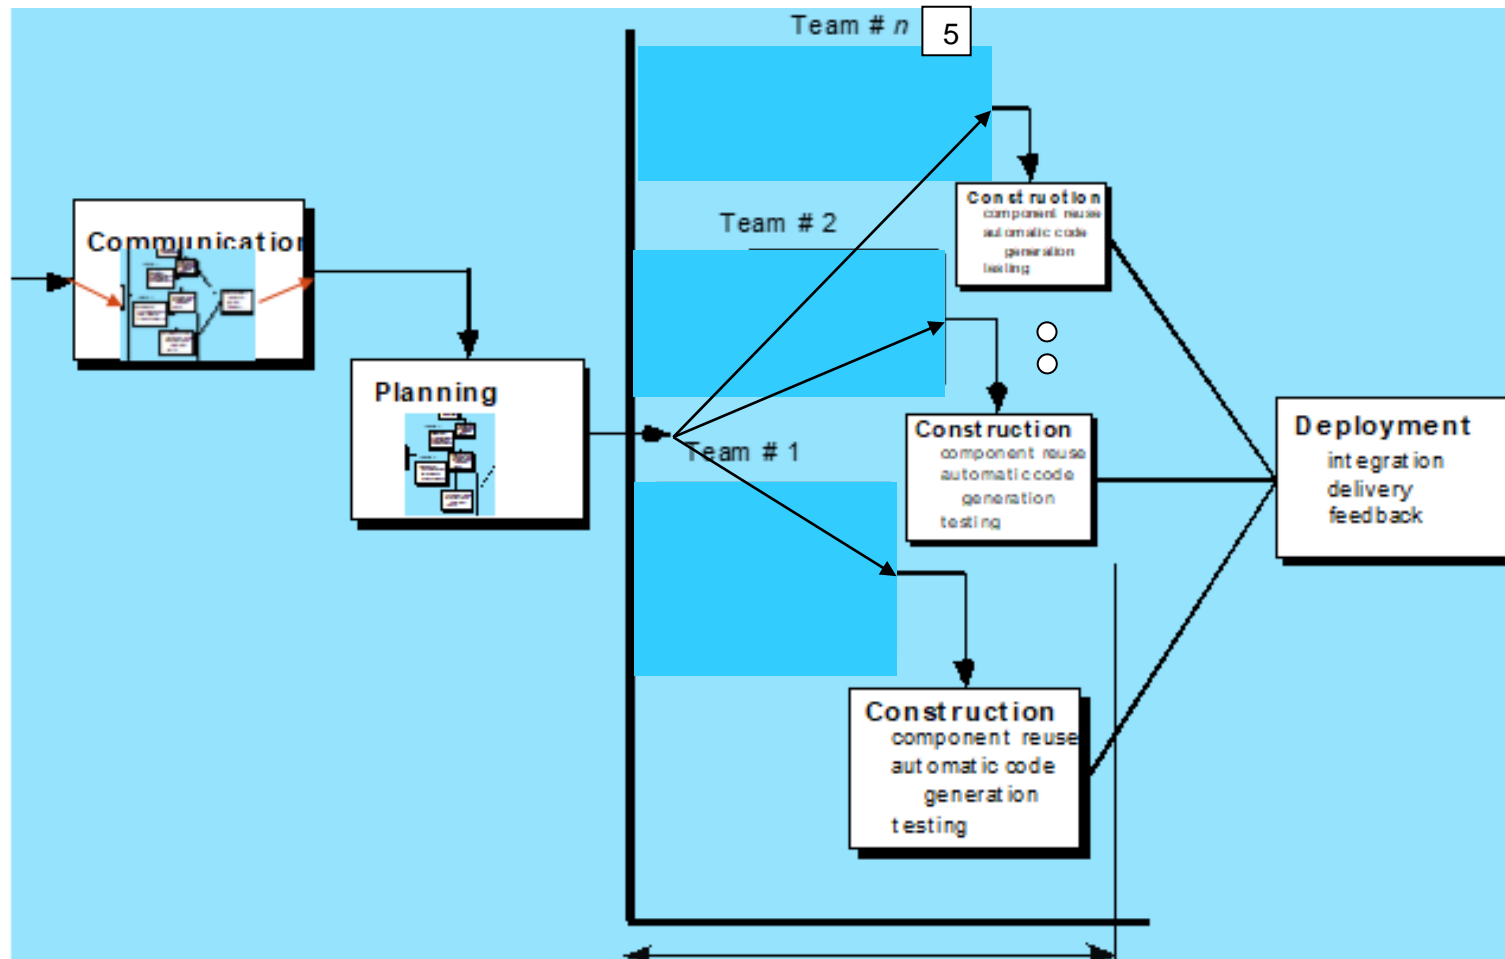 Team # n
5
Team # 2
Construction
component reuse
automatic code
generation
testing
Communication
Planning
Team # 1
Construction
component reuse
automatic code
generation
testing
Deployment
integration
delivery
feedback
Construction
component reuse
automatic code
generation
testing